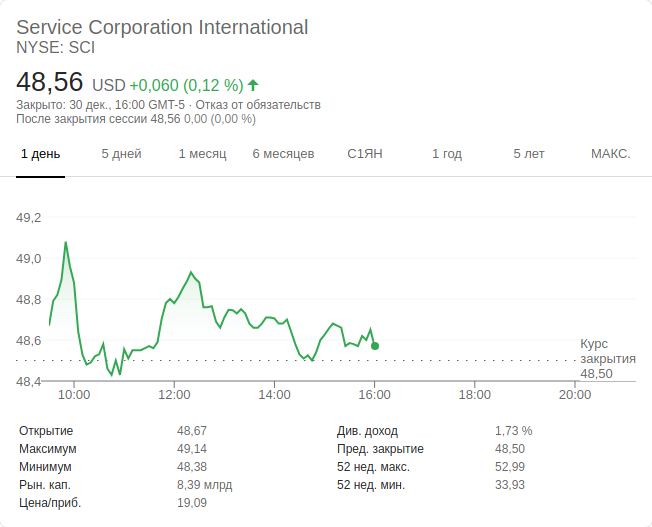 Service Corporation International
NYSE: SCI
48,56 USD +0,060 (0,12 %)
Закрыто: 30 дек., 16:00 GMT-5 · Отказ от обязательств
После закрытия сессии 48,56 0,00 (0,00 %)
1 день 5 дней 1 месяц 6 месяцев С1ЯН 1 год 5 лет МАКС.
49,2
49,0
48,8
48,6
Курс
закрытия
48,50
48,4
10:00 12:00 14:00 16:00 18:00 20:00
Открытие 48,67 Див. доход 1,73 %
Максимум 49,14 Пред. закрытие 48,50
Минимум 48,38 52 нед. макс. 52,99
Рын. кап. 8,39 млрд 52 нед. мин. 33,93
Цена/приб. 19,09